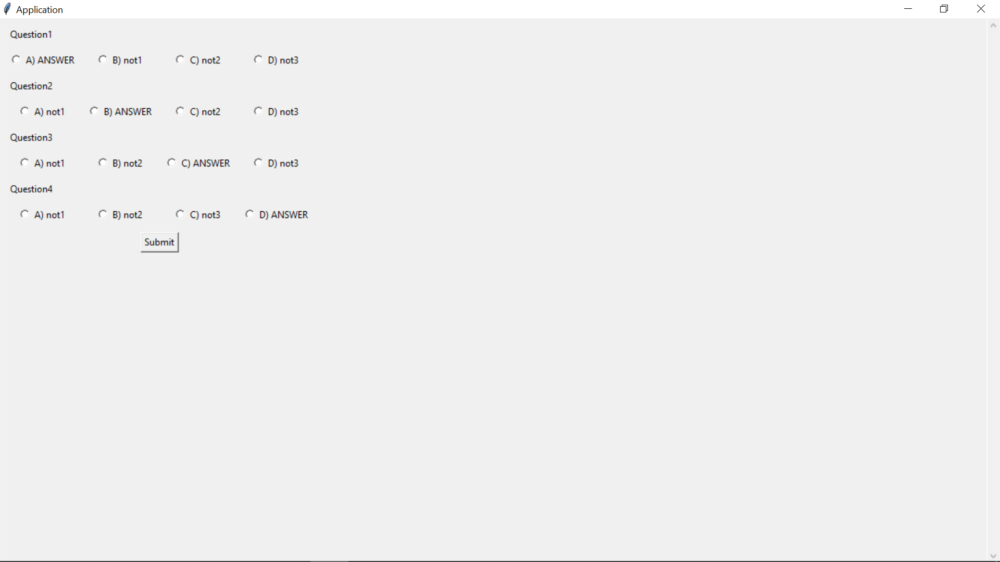 Application
Question1
A) ANSWER B) not1 C) not2 D) not3
Question2
A) not1 B) ANSWER C) not2 D) not3
Question3
A) not1 B) not2 C) ANSWER D) not3
Question4
A) not1 B) not2 C) not3 D) ANSWER
Submit